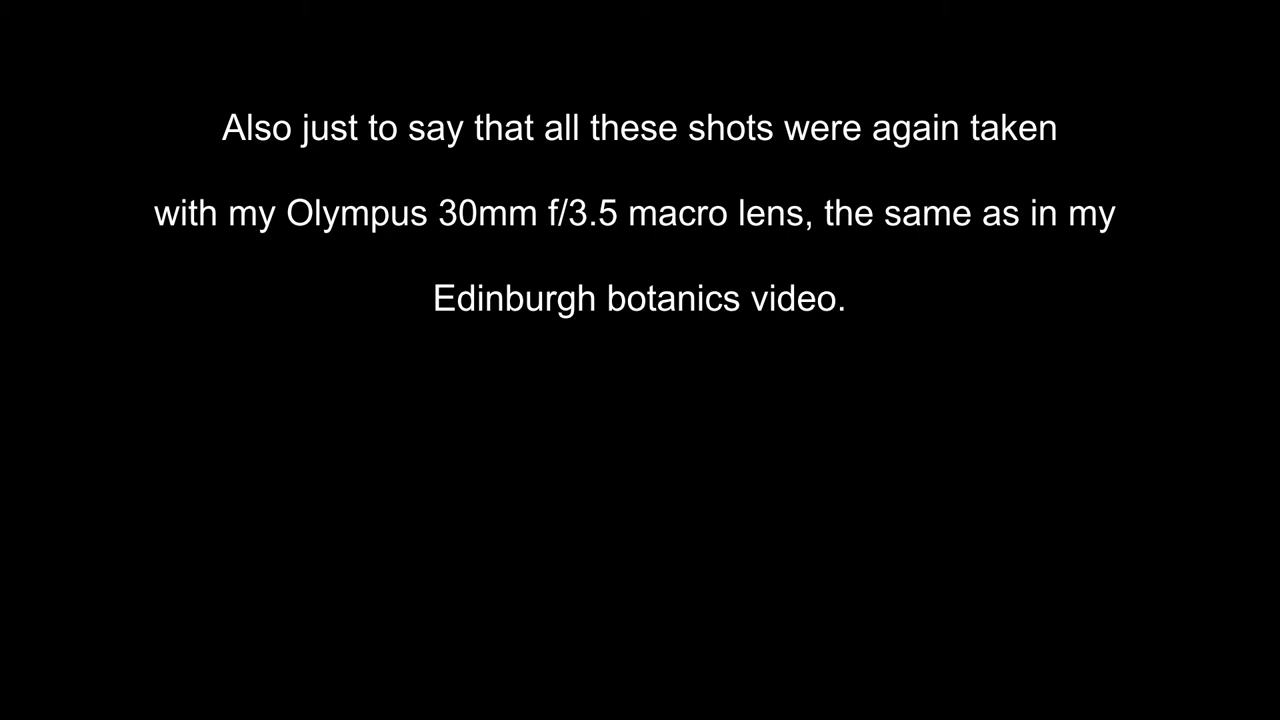 Also just to say that all these shots were again taken
with my Olympus 30mm f/3.5 macro lens, the same as in my
Edinburgh botanics video.